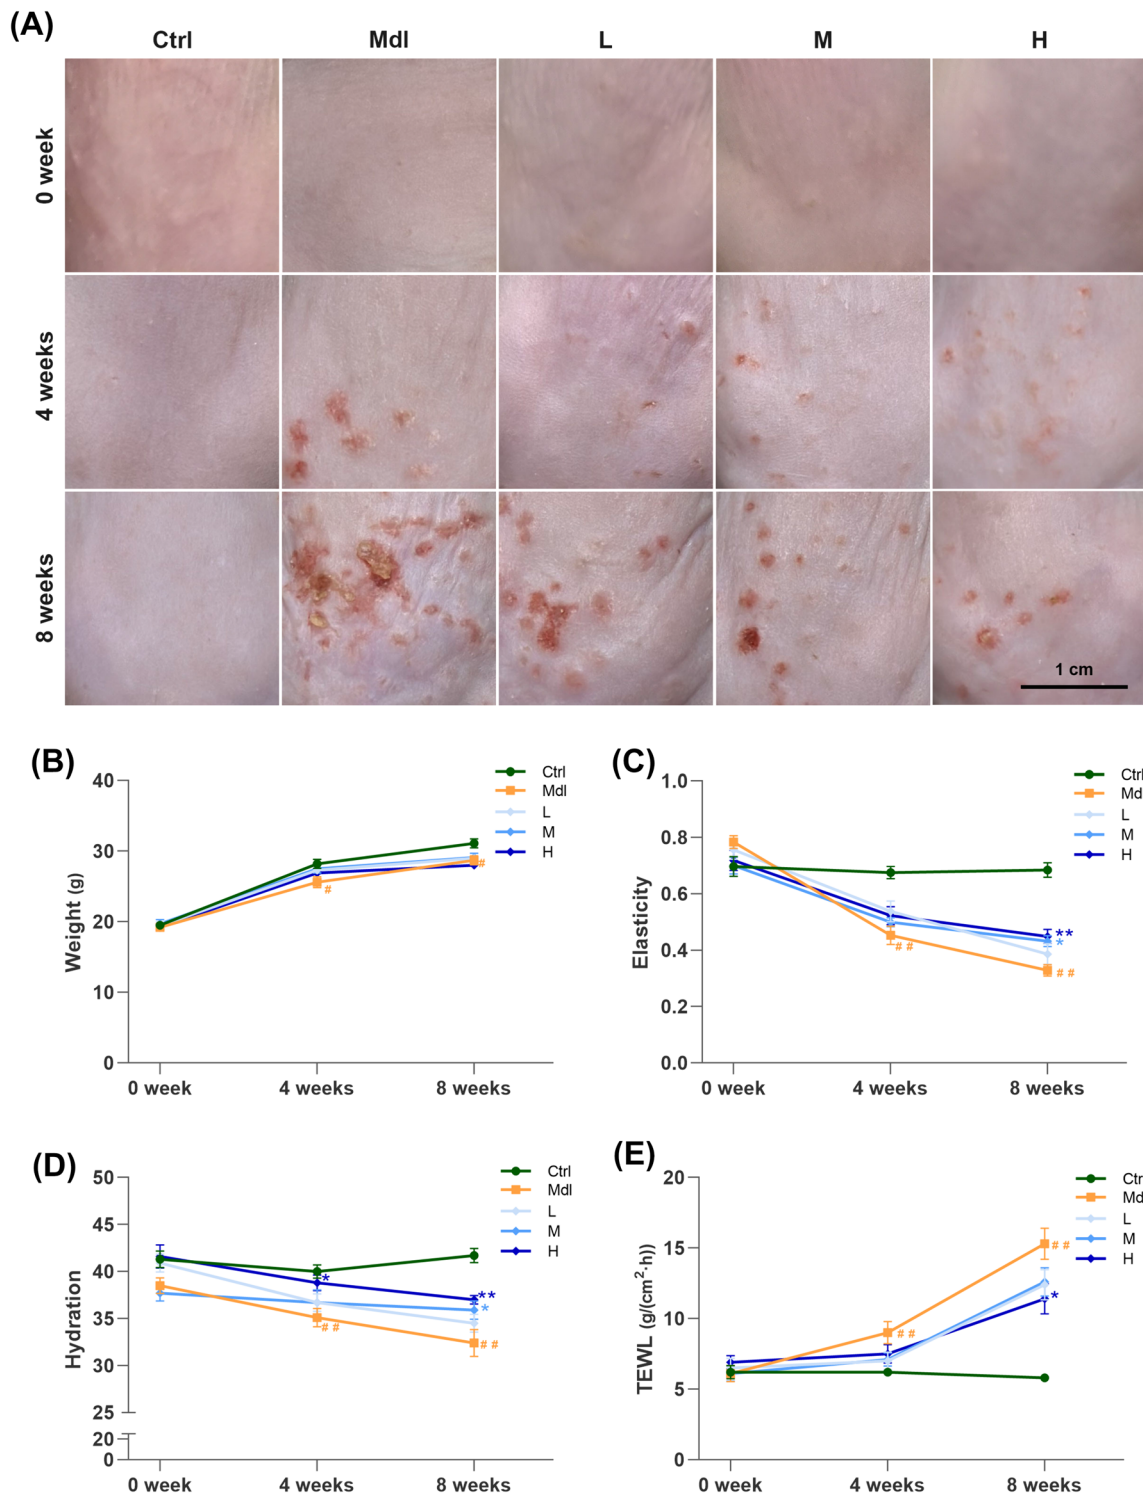 (A)
Ctrl Mdl L M H
0 week
4 weeks
8 weeks
1 cm
(B)
Weight (g)
40
30
20
10
0
0 week 4 weeks 8 weeks
Ctrl
Mdl
L
M
H
#
#
(C)
Elasticity
1.0
0.8
0.6
0.4
0.2
0.0
0 week 4 weeks 8 weeks
Ctrl
Md
L
M
H
# #
**
*
# #
(D)
Hydration
50
45
40
35
30
25
20
0
0 week 4 weeks 8 weeks
Ctrl
Mdl
L
M
H
*
# #
**
*
# #
(E)
TEWL (g/(cm²·h))
20
15
10
5
0
0 week 4 weeks 8 weeks
Ctr
Md
L
M
H
# #
# #
*